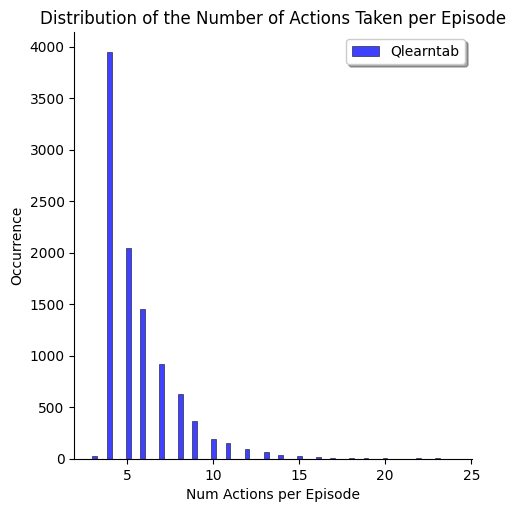 Distribution of the Number of Actions Taken per Episode
Qlearntab
4000
3500
3000
2500
2000
1500
1000
500
0
Occurrence
5 10 15 20 25
Num Actions per Episode